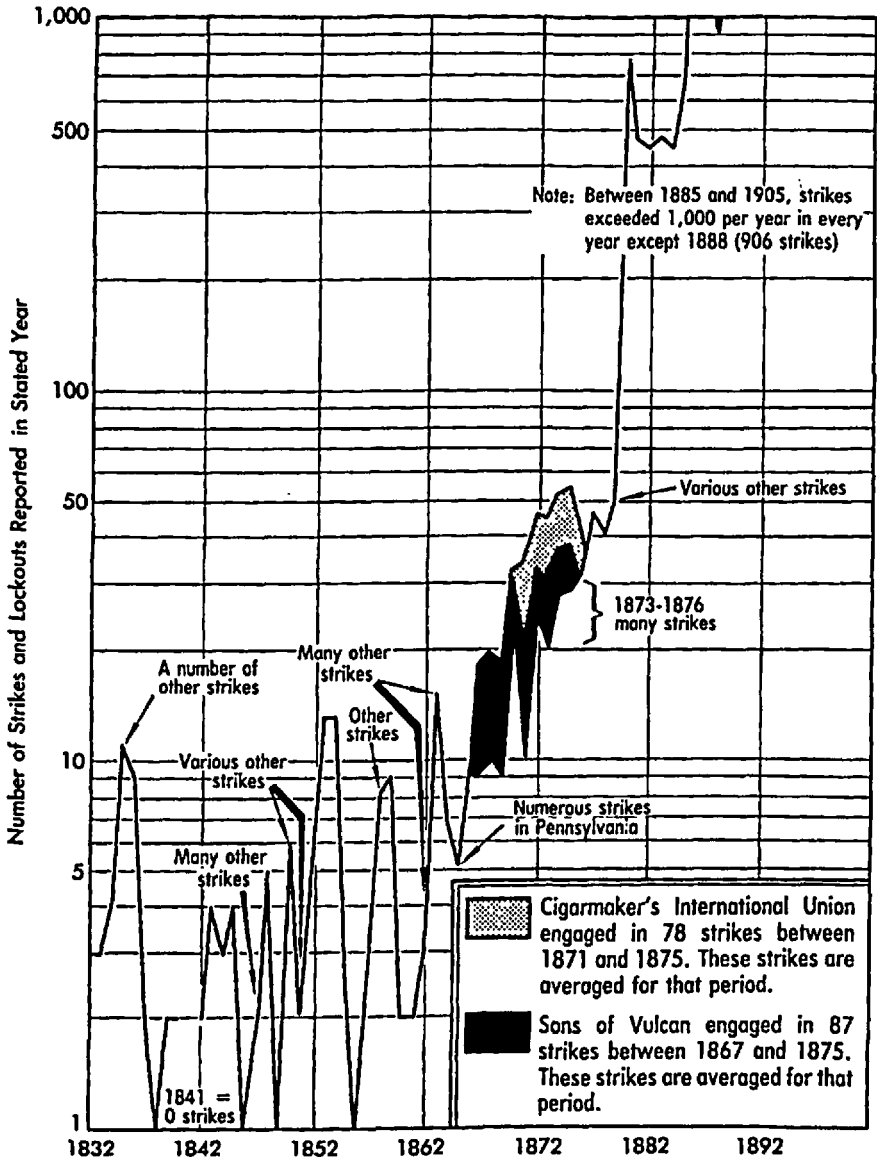 1,000
500
100
50
10
5
1
Number of Strikes and Lockouts Reported in Stated Year
Note: Between 1885 and 1905, strikes
exceeded 1,000 per year in every
year except 1888 (906 strikes)
Various other strikes
1873-1876
many strikes
A number of
other strikes
Many other
strikes
Other
strikes
Various other
strikes
Many other
strikes
Numerous strikes
in Pennsylvania
1841 =
0 strikes
Cigarmaker's International Union
engaged in 78 strikes between
1871 and 1875. These strikes are
averaged for that period.
Sons of Vulcan engaged in 87
strikes between 1867 and 1875.
These strikes are averaged for that
period.
1832 1842 1852 1862 1872 1882 1892